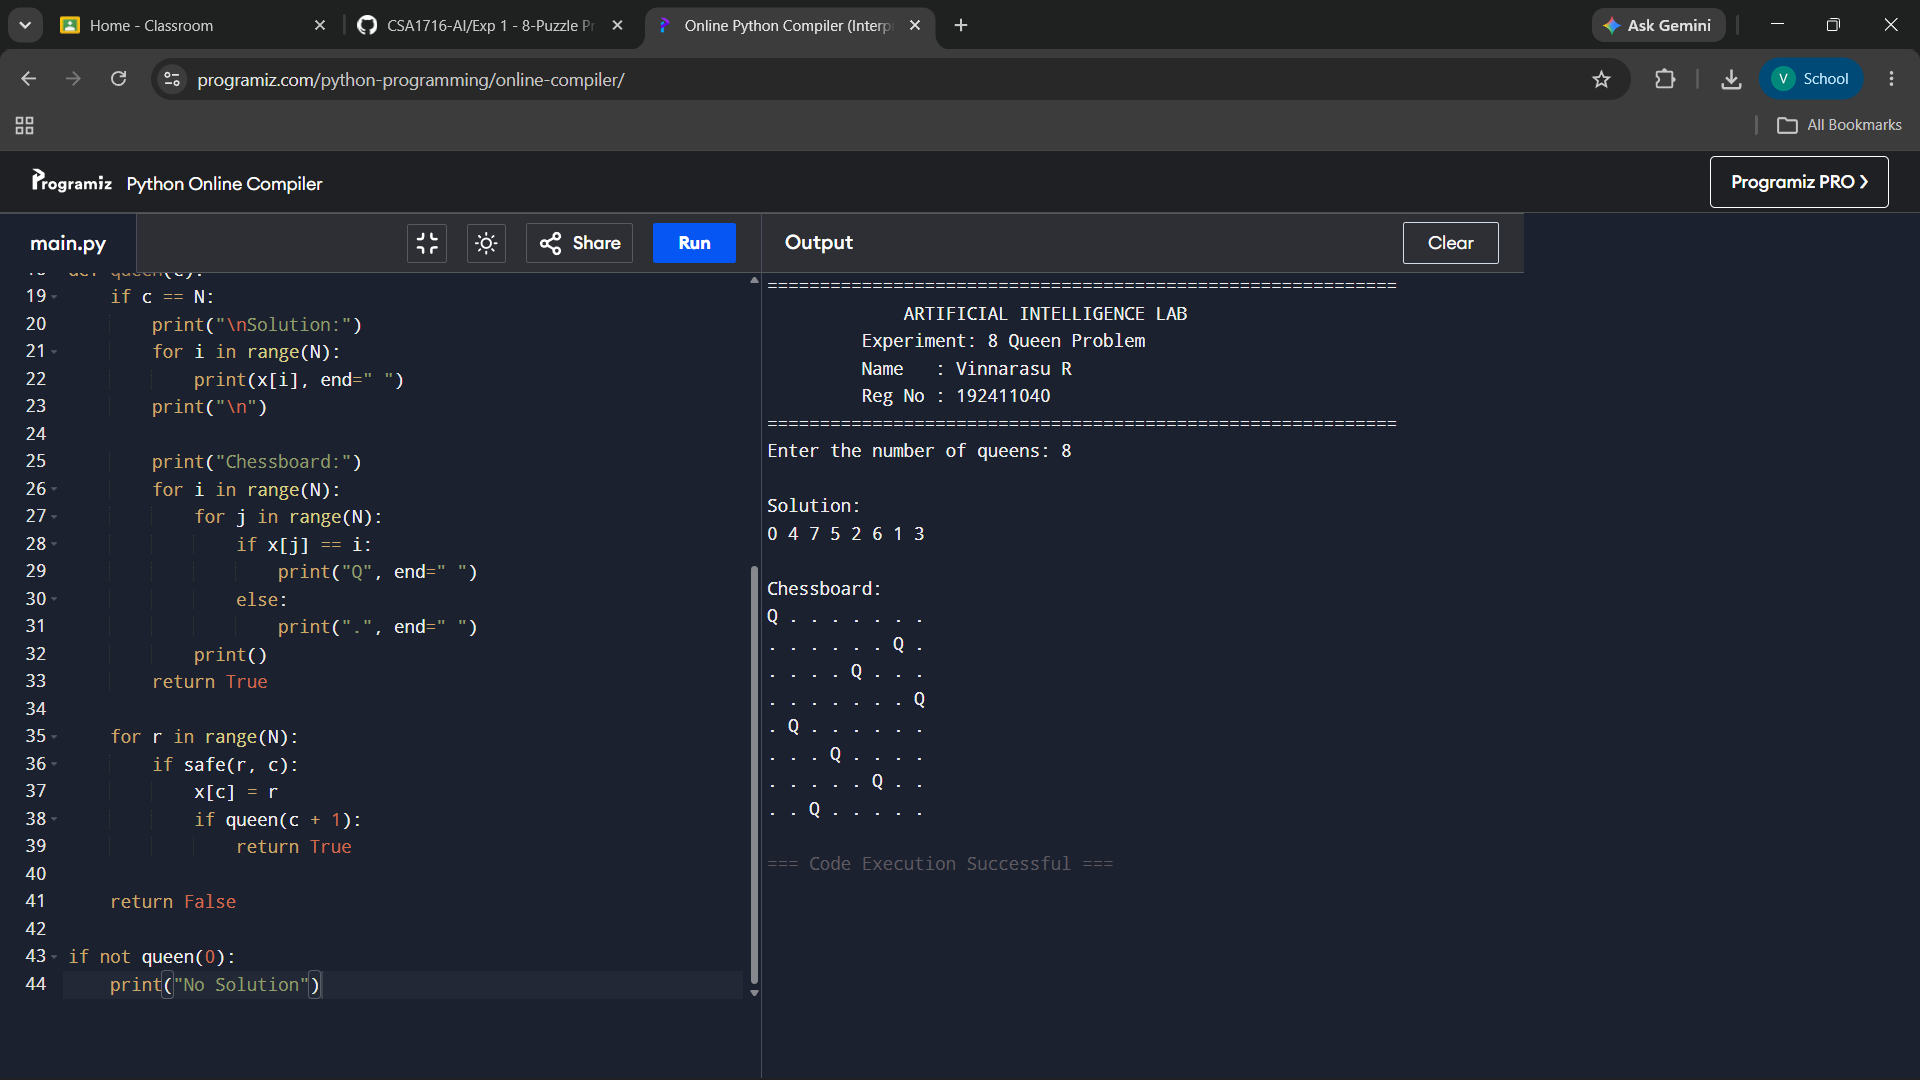 Home - Classroom
CSA1716-AI/Exp 1 - 8-Puzzle Pr
Online Python Compiler (Interp
Ask Gemini
programiz.com/python-programming/online-compiler/
V School
All Bookmarks
Programiz Python Online Compiler
Programiz PRO
main.py
Share
Run
Output
Clear
18 def queen(c):
19 if c == N:
20 print("\nSolution:")
21 for i in range(N):
22 print(x[i], end=" ")
23 print("\n")
24
25 print("Chessboard:")
26 for i in range(N):
27 for j in range(N):
28 if x[j] == i:
29 print("Q", end=" ")
30 else:
31 print(".", end=" ")
32 print()
33 return True
34
35 for r in range(N):
36 if safe(r, c):
37 x[c] = r
38 if queen(c + 1):
39 return True
40
41 return False
42
43 if not queen(0):
44 print("No Solution")
============================================================
ARTIFICIAL INTELLIGENCE LAB
Experiment: 8 Queen Problem
Name : Vinnarasu R
Reg No : 192411040
============================================================
Enter the number of queens: 8
Solution:
0 4 7 5 2 6 1 3
Chessboard:
Q . . . . . . .
. . . . . . Q .
. . . . Q . . .
. . . . . . . Q
. Q . . . . . .
. . . Q . . . .
. . . . . Q . .
. . Q . . . . .
=== Code Execution Successful ===